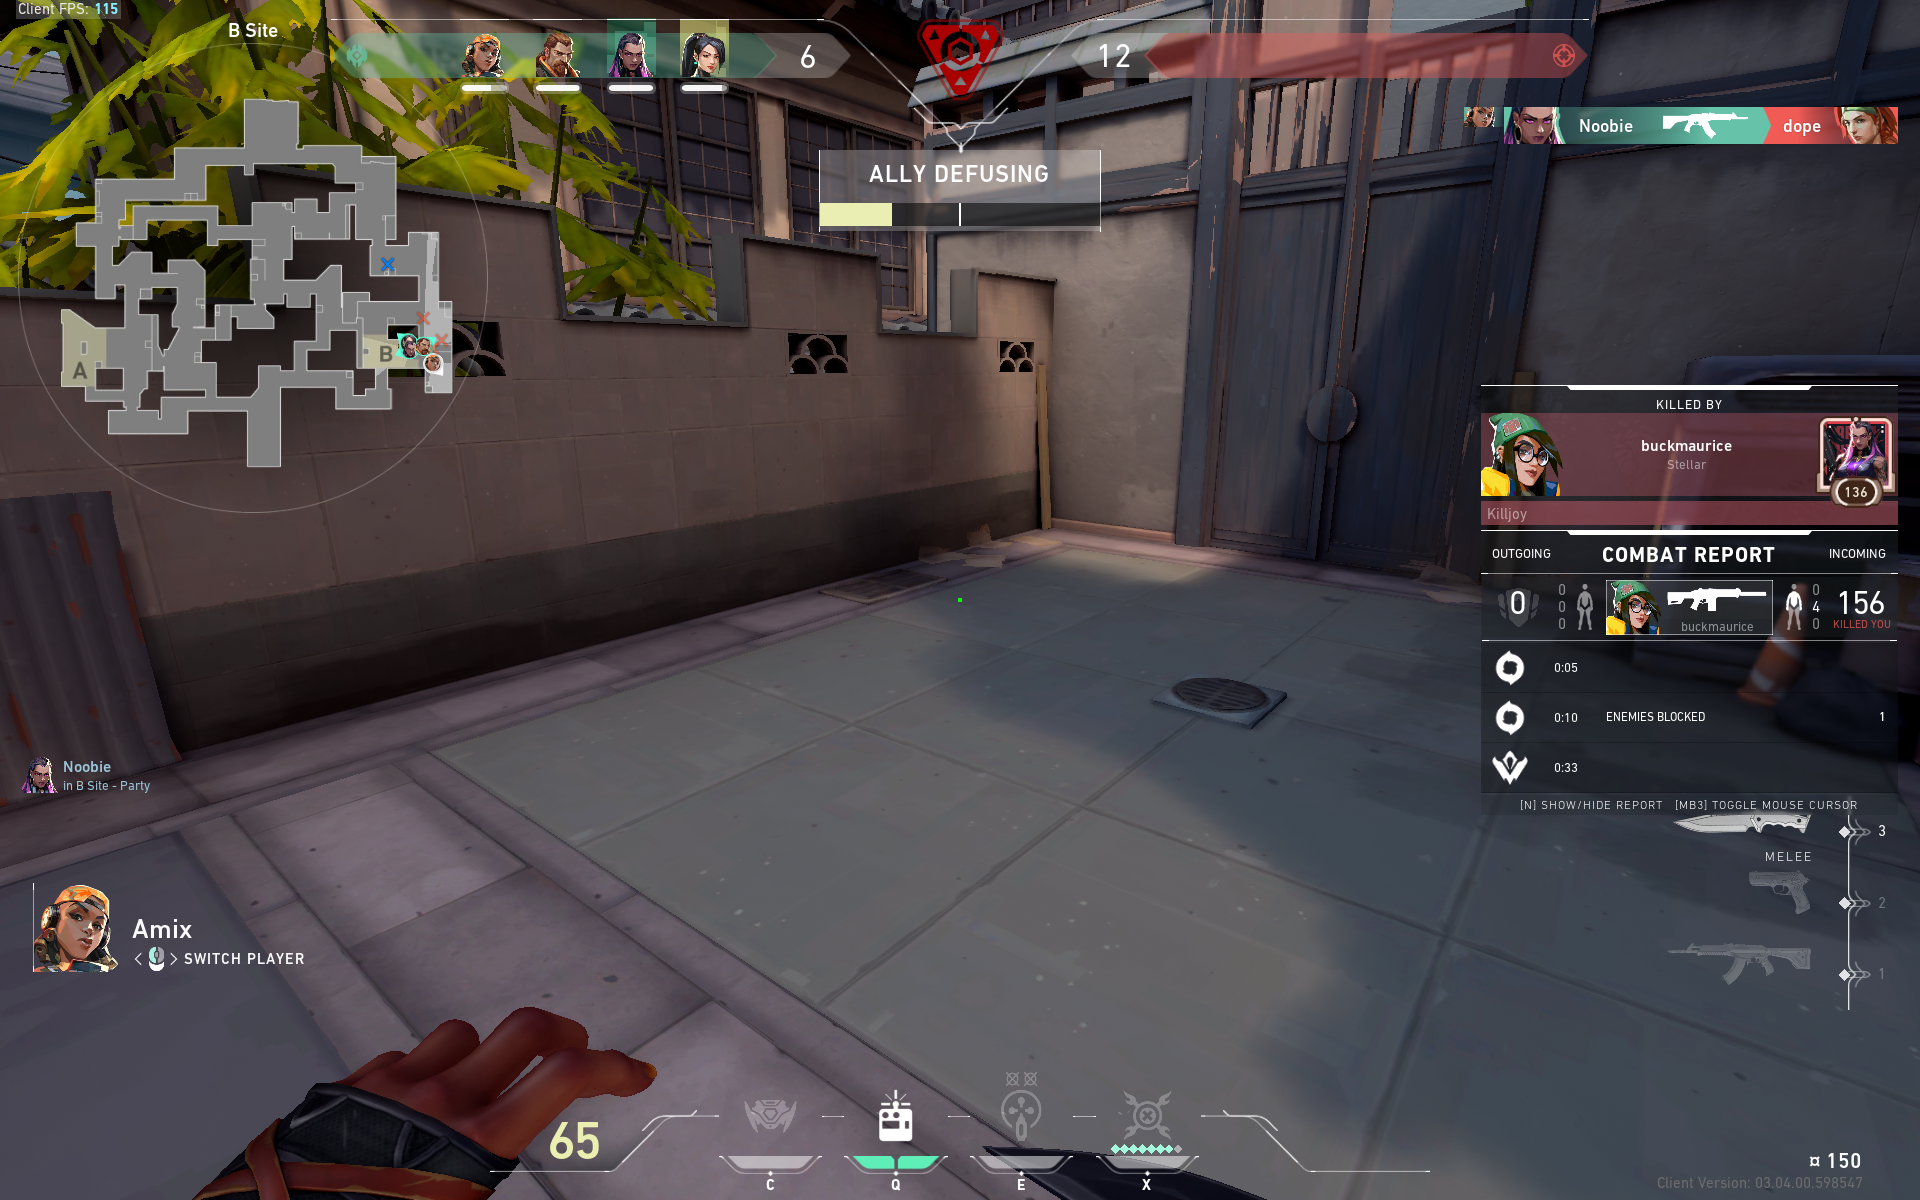 Client FPS: 115
B Site
6
12
Noobie
dope
ALLY DEFUSING
A
B
KILLED BY
buckmaurice
Stellar
136
Killjoy
OUTGOING
COMBAT REPORT
INCOMING
0
0
0
0
buckmaurice
0
4
0
156
KILLED YOU
0:05
0:10 ENEMIES BLOCKED 1
0:33
[N] SHOW/HIDE REPORT [MB3] TOGGLE MOUSE CURSOR
3
MELEE
2
1
Noobie
in B Site - Party
Amix
< > SWITCH PLAYER
65
C
Q
E
X
¤ 150
Client Version: 03.04.00.598547